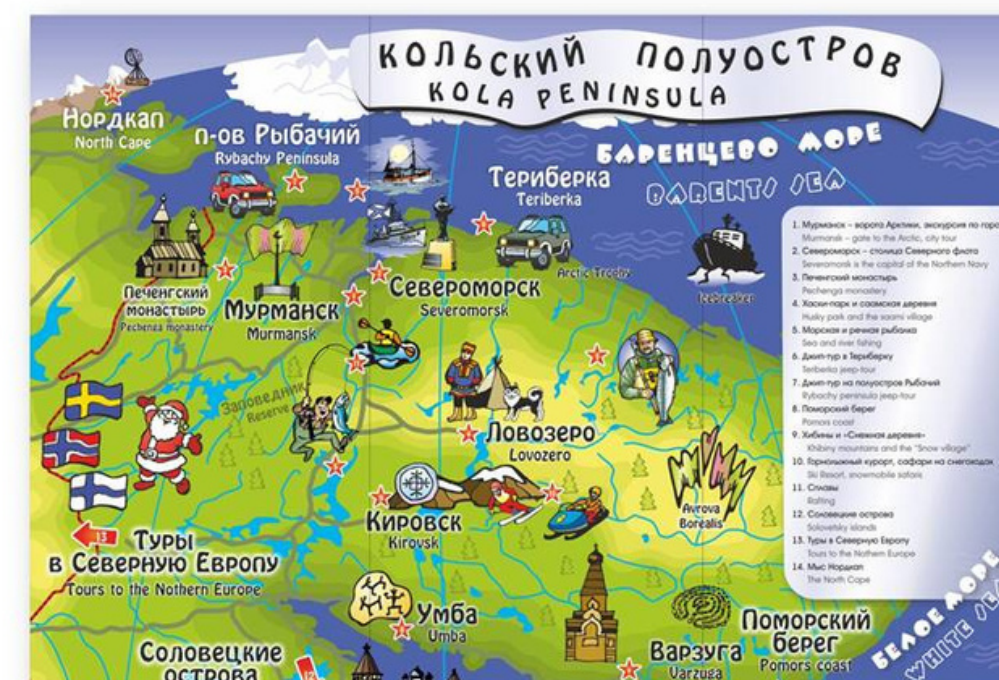 КОЛЬСКИЙ ПОЛУОСТРОВ
KOLA PENINSULA
Нордкап
North Cape
п-ов Рыбачий
Rybachy Peninsula
БАРЕНЦЕВО МОРЕ
BARENTS SEA
Териберка
Teriberka
Arctic Trophy
Icebreaker
Печенгский
монастырь
Pechenga monastery
Мурманск
Murmansk
Североморск
Severomorsk
Заповедник
Reserve
Ловозеро
Lovozero
Кировск
Kirovsk
Avrova
Borealis
13
Туры
в Северную Европу
Tours to the Nothern Europe
Умба
Umba
Соловецкие
острова
12
Варзуга
Varzuga
Поморский
берег
Pomors coast
БЕЛОЕ МОРЕ
WHITE SEA
1. Мурманск – ворота Арктики, экскурсия по
Murmansk – gate to the Arctic, city tour
2. Североморск – столица Северного флота
Severomorsk is the capital of the Northern Navy
3. Печенгский монастырь
Pechenga monastery
4. Хаски-парк и саамская деревня
Husky park and the saami village
5. Морская и речная рыбалка
Sea and river fishing
6. Джип-тур в Териберку
Teriberka jeep-tour
7. Джип-тур на полуостров Рыбачий
Rybachy peninsula jeep-tour
8. Поморский берег
Pomors coast
9. Хибины и «Снежная деревня»
Khibiny mountains and the "Snow village"
10. Горнолыжный курорт, сафари на снегоходах
Ski Resort, snowmobile safaris
11. Сплавы
Rafting
12. Соловецкие острова
Solovetsky islands
13. Туры в Северную Европу
Tours to the Nothern Europe
14. Мыс Нордкап
The North Cape